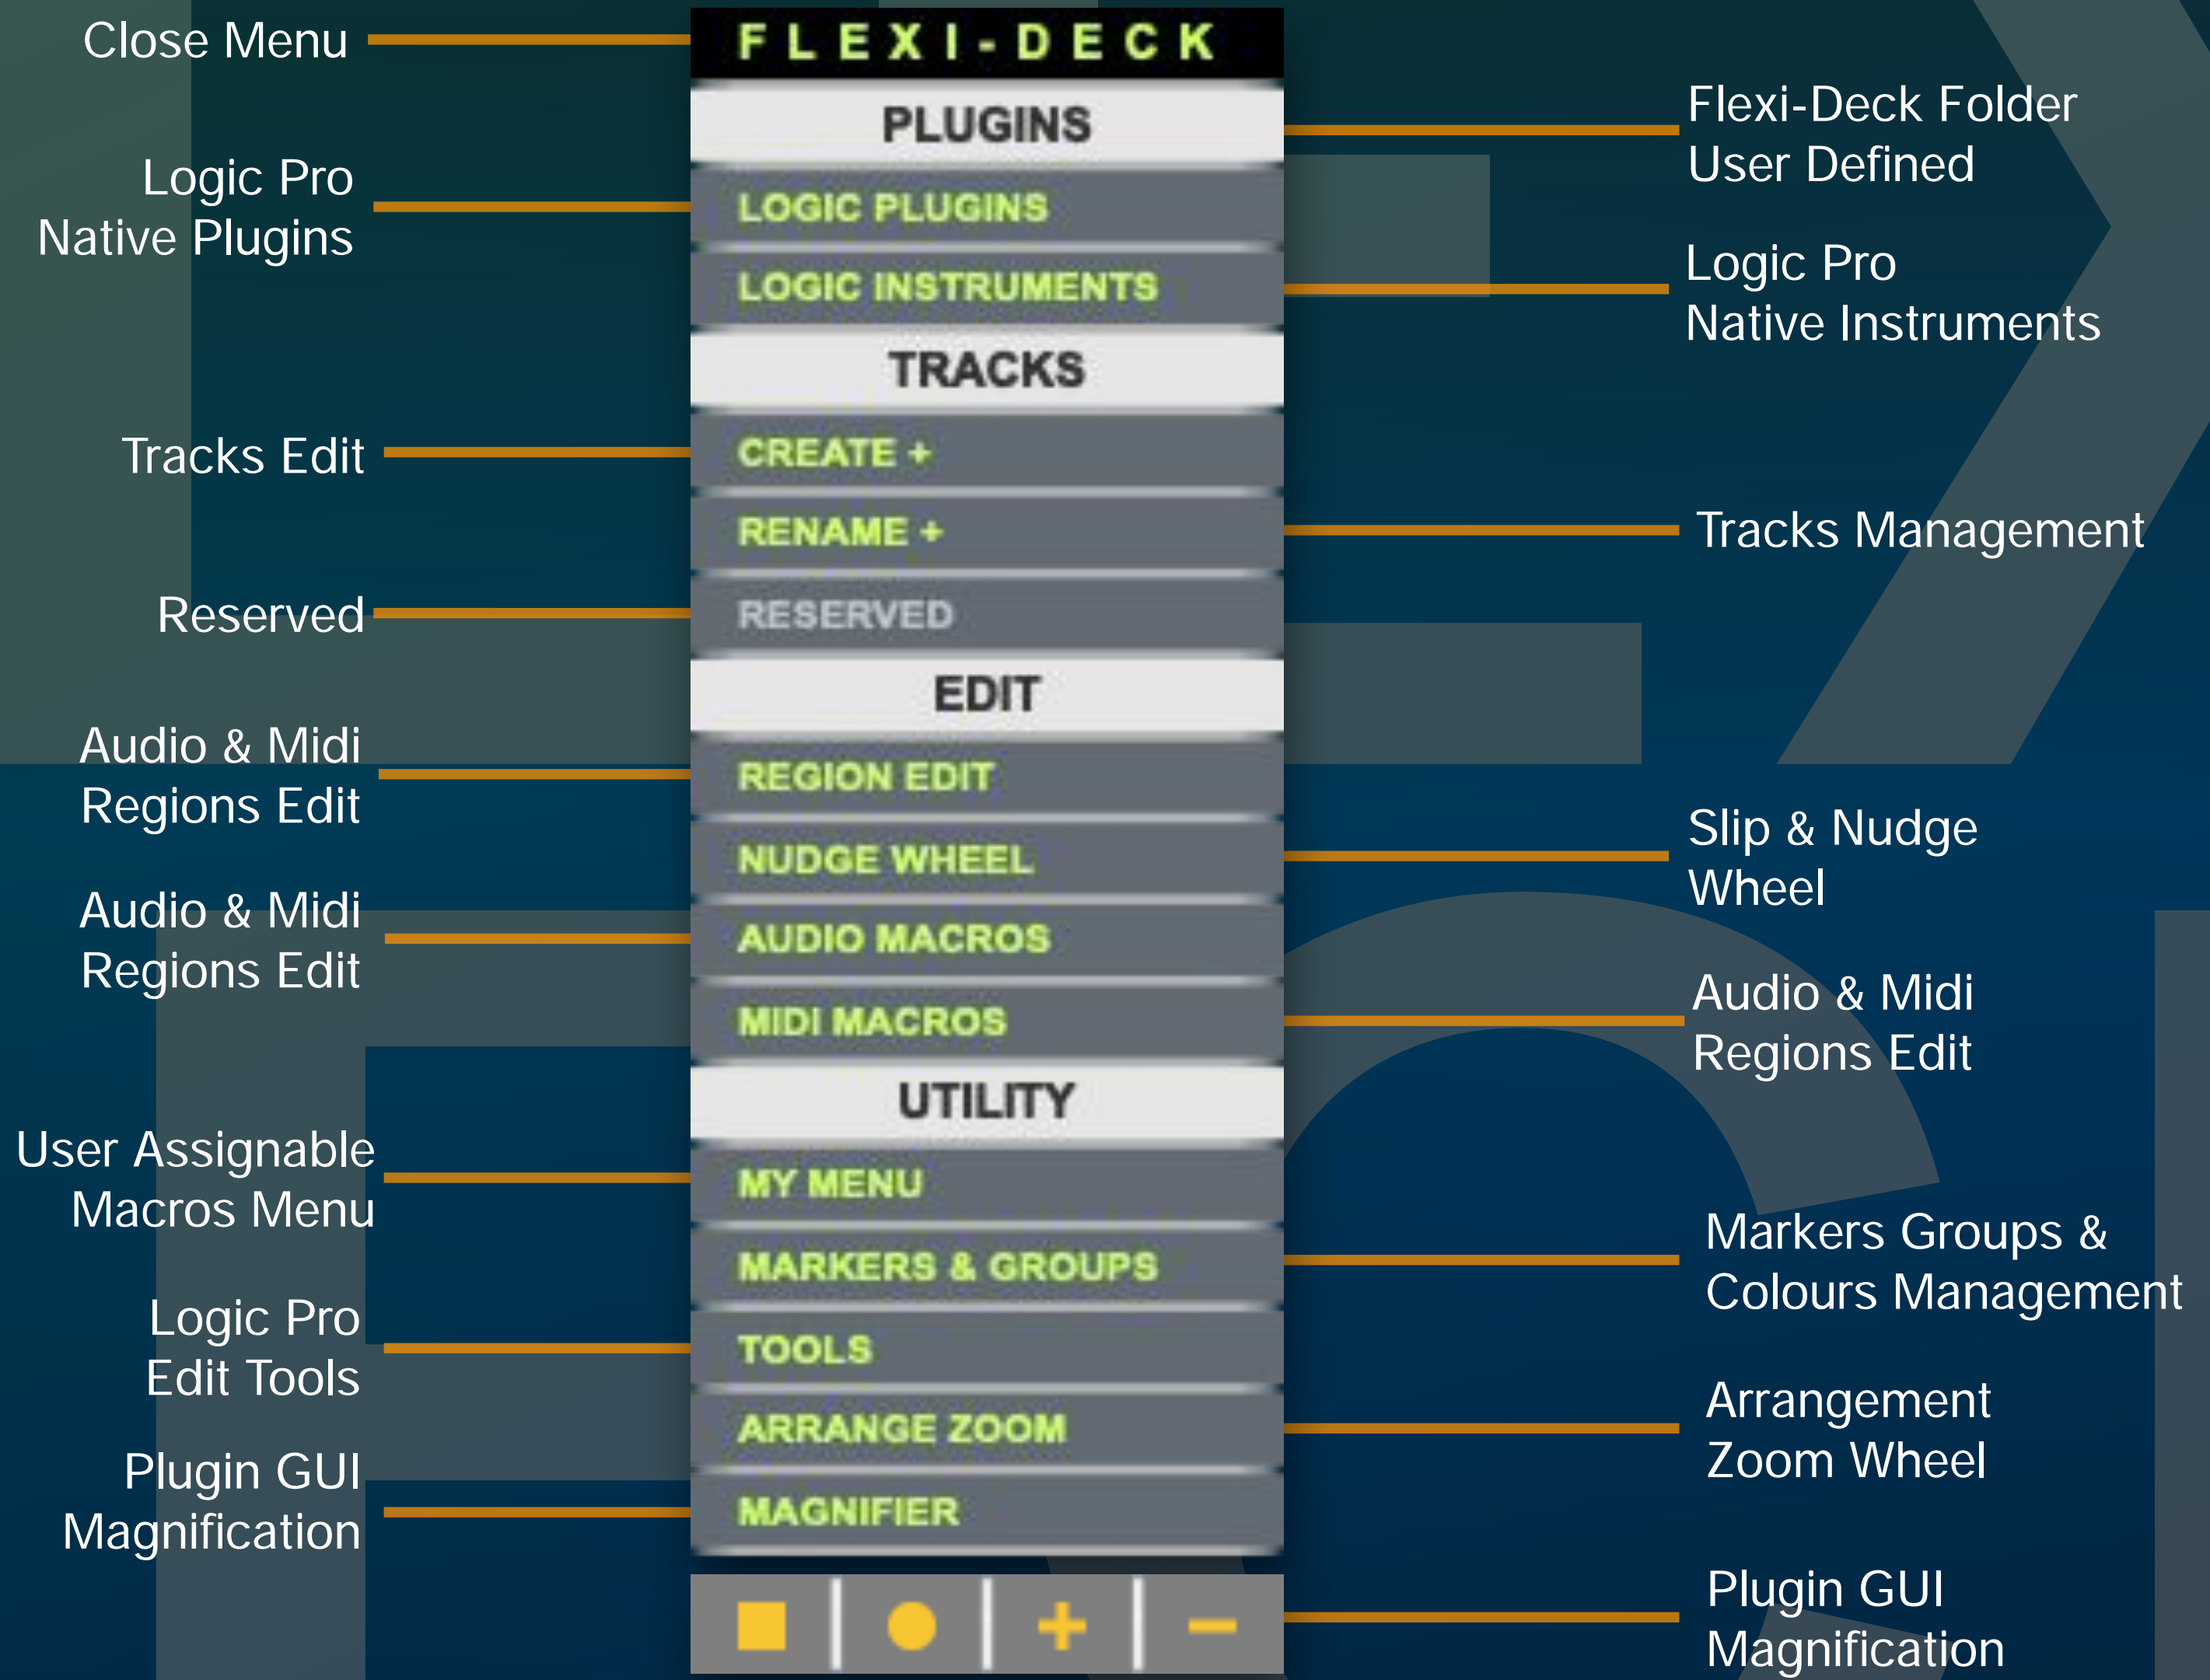 Close Menu
FLEXI-DECK
PLUGINS
Flexi-Deck Folder
User Defined
Logic Pro
Native Plugins
LOGIC PLUGINS
LOGIC INSTRUMENTS
Logic Pro
Native Instruments
TRACKS
Tracks Edit
CREATE +
RENAME +
Tracks Management
Reserved
RESERVED
EDIT
Audio & Midi
Regions Edit
REGION EDIT
NUDGE WHEEL
Slip & Nudge
Wheel
Audio & Midi
Regions Edit
AUDIO MACROS
MIDI MACROS
Audio & Midi
Regions Edit
UTILITY
User Assignable
Macros Menu
MY MENU
MARKERS & GROUPS
Markers Groups &
Colours Management
Logic Pro
Edit Tools
TOOLS
ARRANGE ZOOM
Arrangement
Zoom Wheel
Plugin GUI
Magnification
MAGNIFIER
Plugin GUI
Magnification